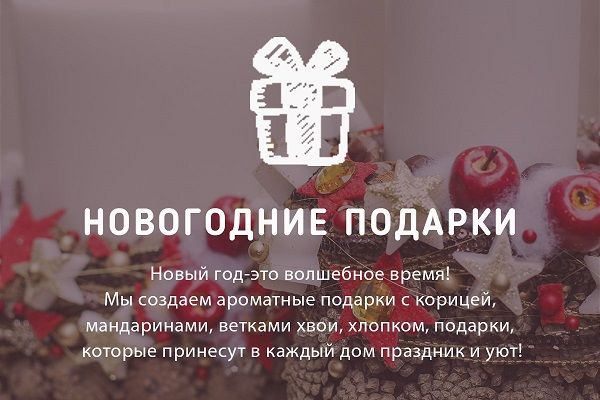 НОВОГОДНИЕ ПОДАРКИ
Новый год-это волшебное время!
Мы создаем ароматные подарки с корицей,
мандаринами, ветками хвои, хлопком, подарки,
которые принесут в каждый дом праздник и уют!